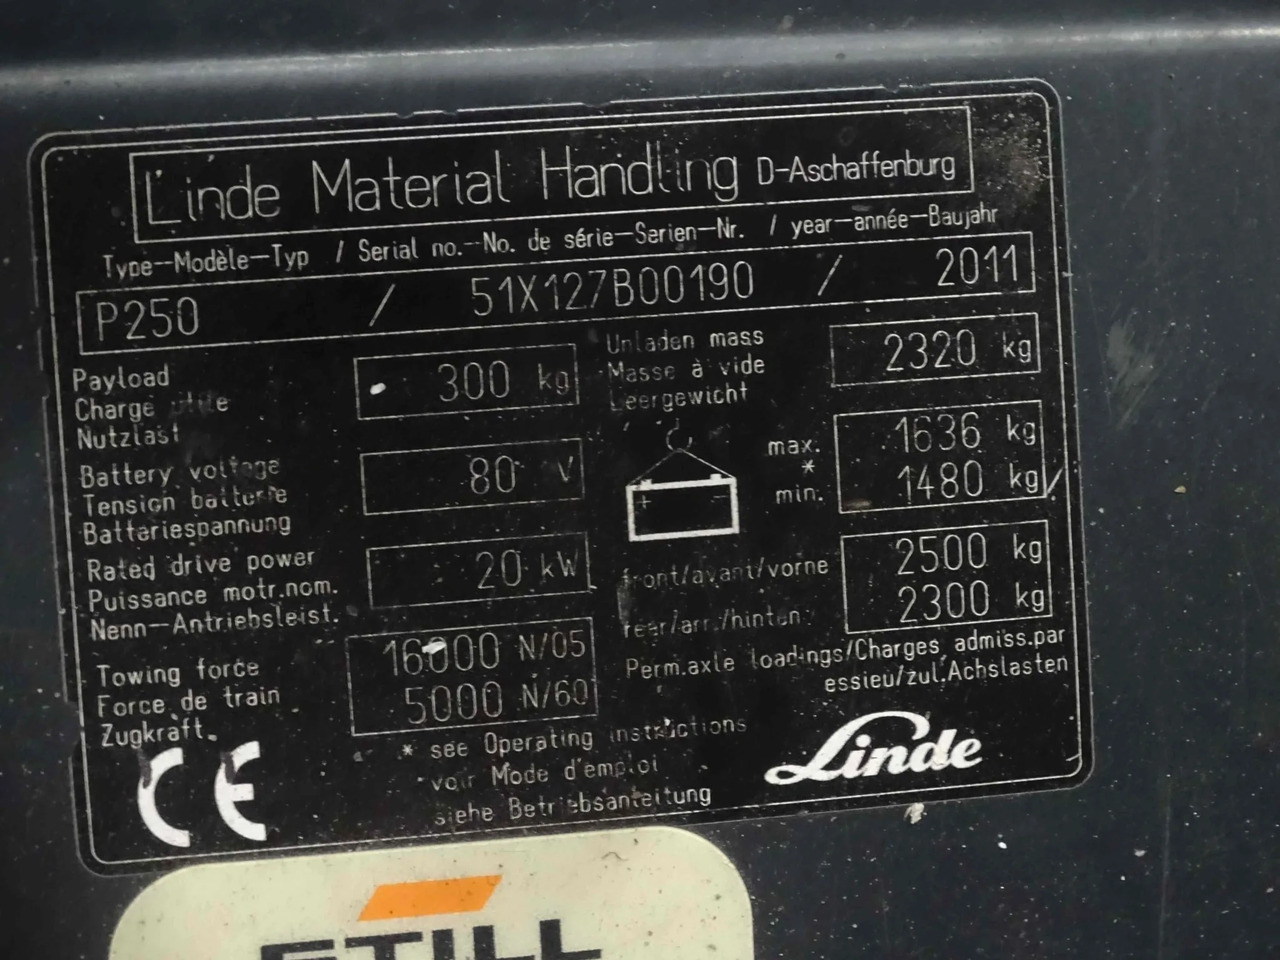 Linde Material Handling D-Aschaffenburg
Type-Modèle-Typ / Serial no.-No. de série-Serien-Nr. / year-année-Baujahr
P250 / 51X127B00190 / 2011
Payload
Charge utile
Nutzlast
300 kg
Unladen mass
Masse à vide
Leergewicht
2320 kg
Battery voltage
Tension batterie
Batteriespannung
80 V
+ -
max. 1636 kg
*
min. 1480 kg
Rated drive power
Puissance motr.nom.
Nenn-Antriebsleist.
20 kW
front/avant/vorne 2500 kg
rear/arr./hinten 2300 kg
Perm.axle loadings/Charges admiss.par
essieu/zul.Achslasten
Towing force
Force de train
Zugkraft
16000 N/05
5000 N/60
* see Operating instructions
voir Mode d'emploi
siehe Betriebsanleitung
CE
Linde
STILL